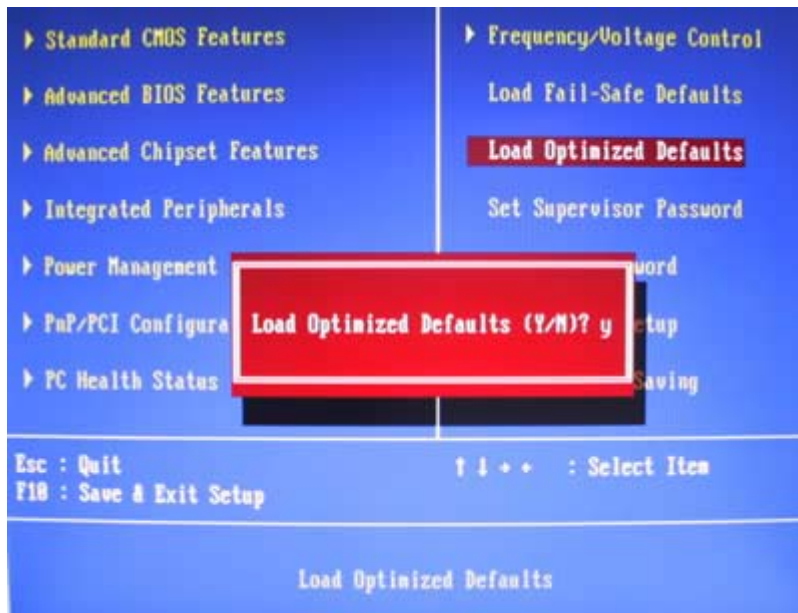 Standard CMOS Features
Advanced BIOS Features
Advanced Chipset Features
Integrated Peripherals
Power Management
PnP/PCI Configura
PC Health Status
Frequency/Voltage Control
Load Fail-Safe Defaults
Load Optimized Defaults
Set Supervisor Password
word
etup
Saving
Load Optimized Defaults (Y/N)? y
Esc : Quit
F10 : Save & Exit Setup
↑ ↓ → ← : Select Item
Load Optimized Defaults